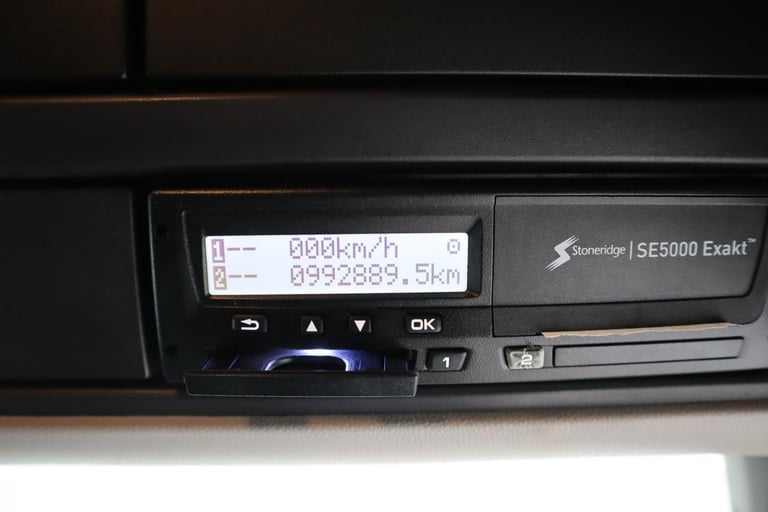 1-- 000km/h
2-- 0992889.5km
Stoneridge | SE5000 Exakt™
OK
1
2